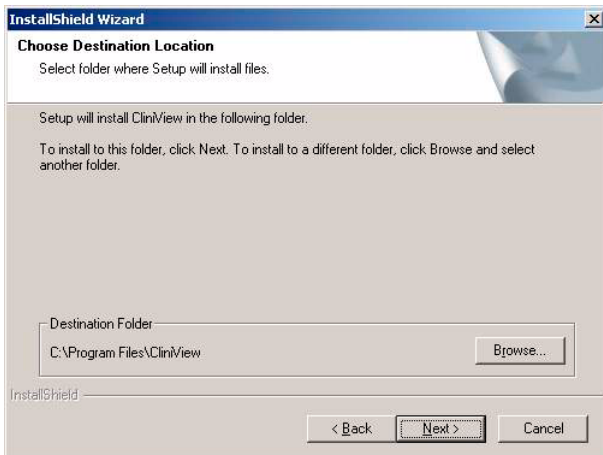 InstallShield Wizard
Choose Destination Location
Select folder where Setup will install files.
Setup will install CliniView in the following folder.
To install to this folder, click Next. To install to a different folder, click Browse and select
another folder.
Destination Folder
C:\Program Files\CliniView
Browse...
InstallShield
< Back
Next >
Cancel